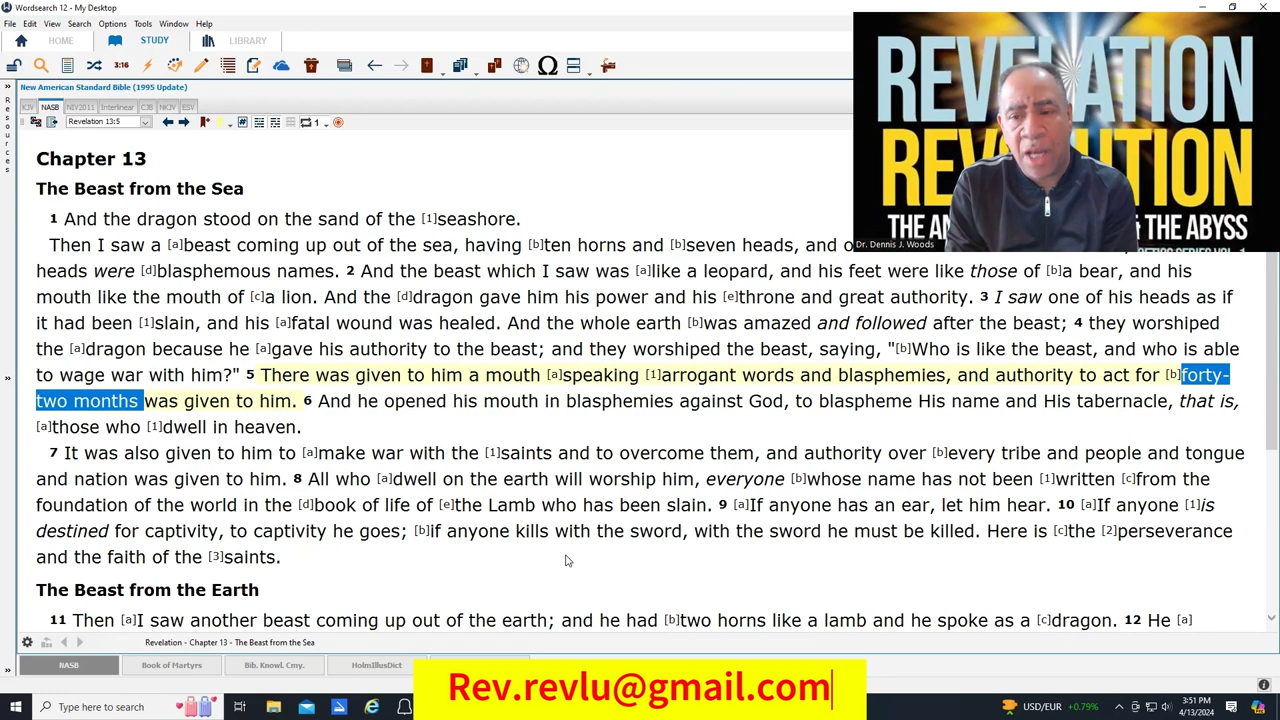 Wordsearch 12 - My Desktop
File Edit View Search Options Tools Window Help
HOME STUDY LIBRARY
3:16
New American Standard Bible (1995 Update)
KJV NASB NIV2011 Interlinear CJB NKJV ESV
Resources
Revelation 13:5
1
Chapter 13
The Beast from the Sea
1 And the dragon stood on the sand of the [1]seashore.
Then I saw a [a]beast coming up out of the sea, having [b]ten horns and [b]seven heads, and o
heads were [d]blasphemous names. 2 And the beast which I saw was [a]like a leopard, and his feet were like those of [b]a bear, and his
mouth like the mouth of [c]a lion. And the [d]dragon gave him his power and his [e]throne and great authority. 3 I saw one of his heads as if
it had been [1]slain, and his [a]fatal wound was healed. And the whole earth [b]was amazed and followed after the beast; 4 they worshiped
the [a]dragon because he [a]gave his authority to the beast; and they worshiped the beast, saying, "[b]Who is like the beast, and who is able
to wage war with him?" 5 There was given to him a mouth [a]speaking [1]arrogant words and blasphemies, and authority to act for [b]forty-
two months was given to him. 6 And he opened his mouth in blasphemies against God, to blaspheme His name and His tabernacle, that is,
[a]those who [1]dwell in heaven.
7 It was also given to him to [a]make war with the [1]saints and to overcome them, and authority over [b]every tribe and people and tongue
and nation was given to him. 8 All who [a]dwell on the earth will worship him, everyone [b]whose name has not been [1]written [c]from the
foundation of the world in the [d]book of life of [e]the Lamb who has been slain. 9 [a]If anyone has an ear, let him hear. 10 [a]If anyone [1]is
destined for captivity, to captivity he goes; [b]if anyone kills with the sword, with the sword he must be killed. Here is [c]the [2]perseverance
and the faith of the [3]saints.
The Beast from the Earth
11 Then [a]I saw another beast coming up out of the earth; and he had [b]two horns like a lamb and he spoke as a [c]dragon. 12 He [a]
Revelation - Chapter 13 - The Beast from the Sea
NASB Book of Martyrs Bib. Knowl. Cmy. HolmIllusDict
REVELATION
REVOLUTION
THE AN & THE ABYSS
Dr. Dennis J. Woods
Rev.revlu@gmail.com
Type here to search
USD/EUR +0.79%
3:51 PM
4/13/2024